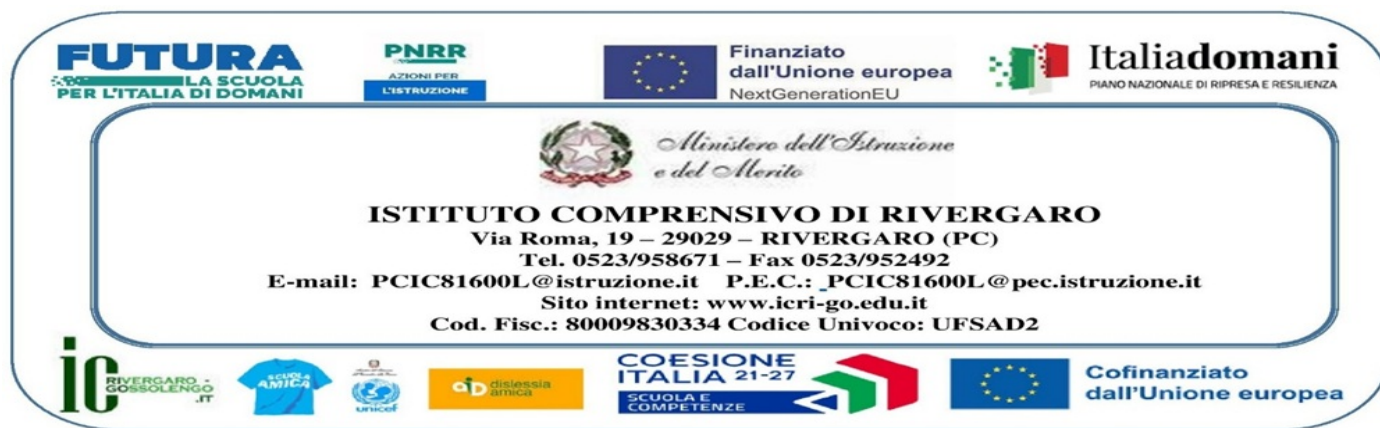 FUTURA
LA SCUOLA
PER L'ITALIA DI DOMANI
PNRR
AZIONI PER
L'ISTRUZIONE
Finanziato
dall'Unione europea
NextGenerationEU
Italiadomani
PIANO NAZIONALE DI RIPRESA E RESILIENZA
Ministero dell'Istruzione
e del Merito
ISTITUTO COMPRENSIVO DI RIVERGARO
Via Roma, 19 – 29029 – RIVERGARO (PC)
Tel. 0523/958671 – Fax 0523/952492
E-mail: PCIC81600L@istruzione.it P.E.C.: PCIC81600L@pec.istruzione.it
Sito internet: www.icri-go.edu.it
Cod. Fisc.: 80009830334 Codice Univoco: UFSAD2
ic
RIVERGARO -
GOSSOLENGO
.IT
SCUOLA
AMICA
unicef
dislessia
amica
COESIONE
ITALIA 21-27
SCUOLA E
COMPETENZE
Cofinanziato
dall'Unione europea